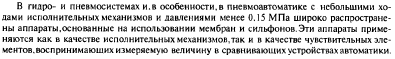 В гидро- и пневмосистемах и, в особенности, в пневмоавтоматике с небольшими хо-
дами исполнительных механизмов и давлениями менее 0.15 МПа широко распростране-
ны аппараты, основанные на использовании мембран и сильфонов. Эти аппараты приме-
няются как в качестве исполнительных механизмов, так и в качестве чувствительных эле-
ментов, воспринимающих измеряемую величину в сравнивающих устройствах автоматики.